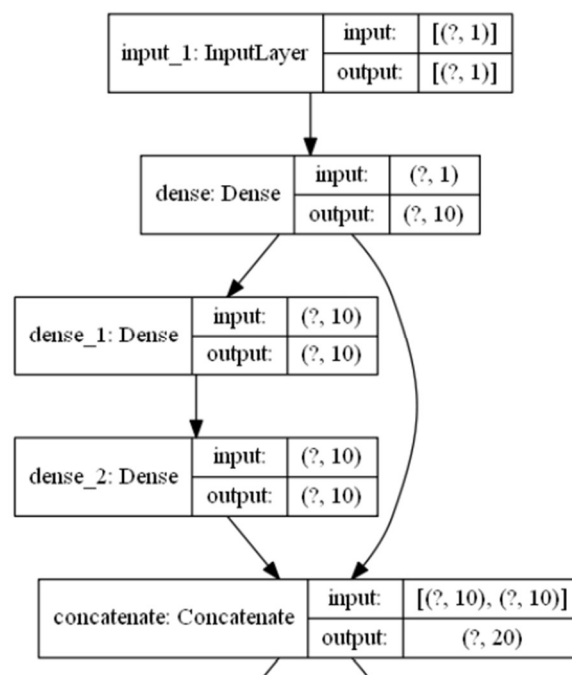 input_1: InputLayer
input: [(?, 1)]
output: [(?, 1)]
dense: Dense
input: (?, 1)
output: (?, 10)
dense_1: Dense
input: (?, 10)
output: (?, 10)
dense_2: Dense
input: (?, 10)
output: (?, 10)
concatenate: Concatenate
input: [(?, 10), (?, 10)]
output: (?, 20)